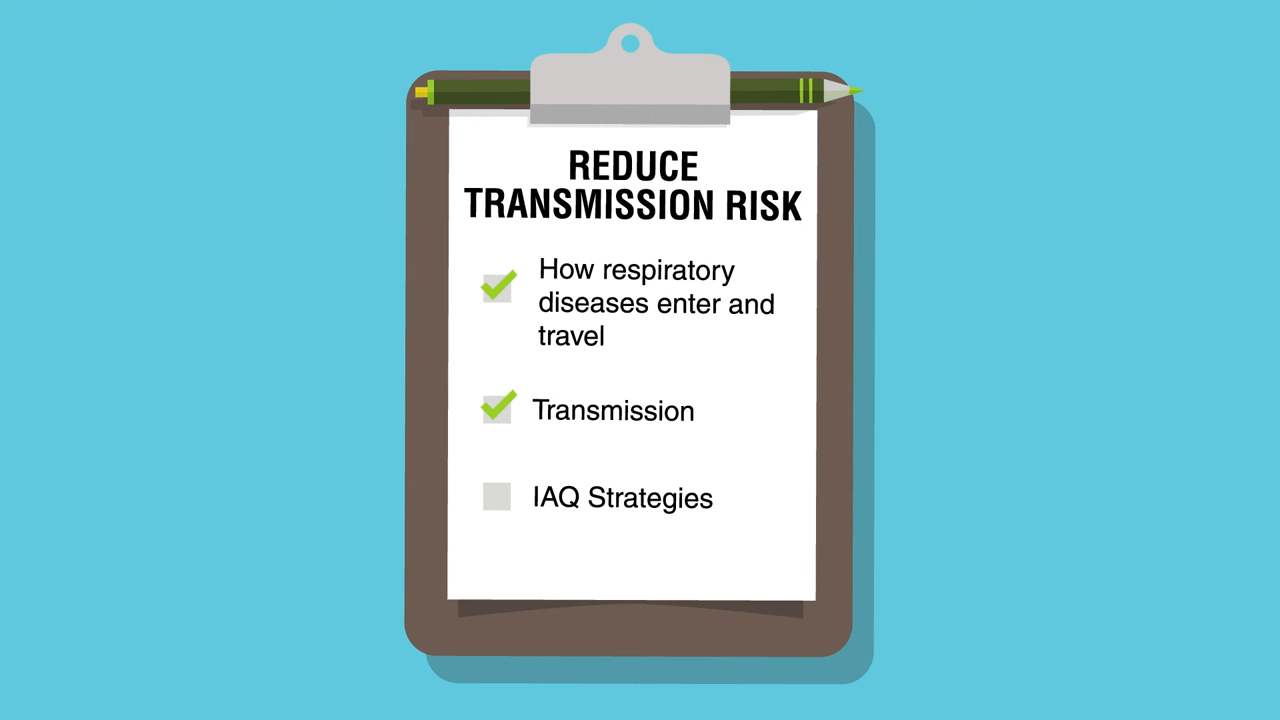 REDUCE
TRANSMISSION RISK
How respiratory
diseases enter and
travel
Transmission
IAQ Strategies